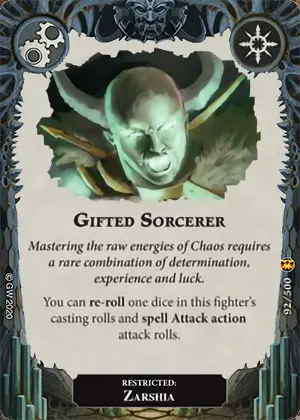 GIFTED SORCERER
Mastering the raw energies of Chaos requires
a rare combination of determination,
experience and luck.
You can re-roll one dice in this fighter's
casting rolls and spell Attack action
attack rolls.
© GW 2020
92/500
RESTRICTED:
ZARSHIA